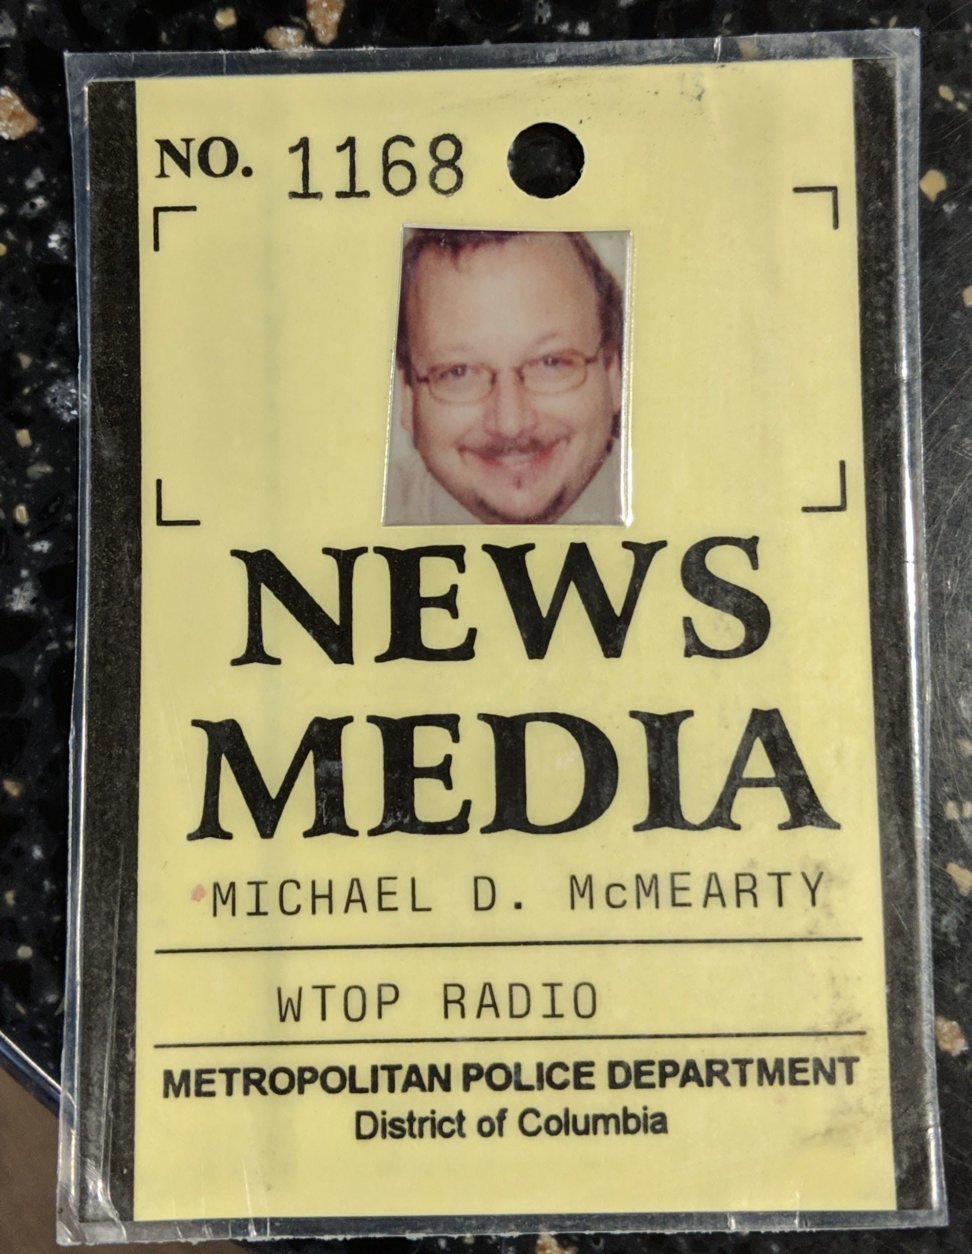 NO. 1168
NEWS
MEDIA
MICHAEL D. McMEARTY
WTOP RADIO
METROPOLITAN POLICE DEPARTMENT
District of Columbia